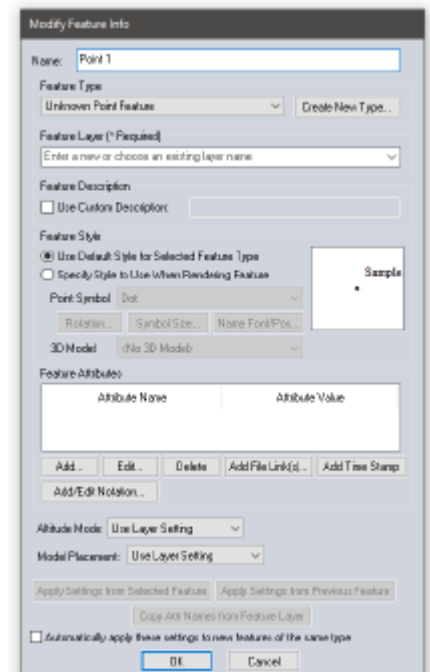 Modify Feature Info
Name: Point 1
Feature Type
Unknown Point Feature Create New Type...
Feature Layer (* Required)
Enter a new or choose an existing layer name
Feature Description
Use Custom Description:
Feature Style
Use Default Style for Selected Feature Type
Specify Style to Use When Rendering Feature
Sample
Point Symbol Dot
Rotation... Symbol Size... Name Font/Pos...
3D Model (No 3D Model)
Feature Attributes
Attribute Name Attribute Value
Add... Edit... Delete Add File Link(s)... Add Time Stamp
Add/Edit Notation...
Altitude Mode: Use Layer Setting
Model Placement: Use Layer Setting
Apply Settings from Selected Feature Apply Settings from Previous Feature
Copy Attr Names from Feature Layer
Automatically apply these settings to new features of the same type
OK Cancel